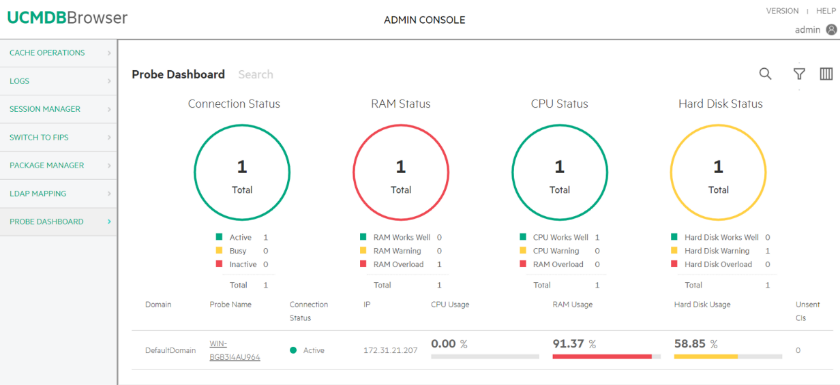 UCMDBBrowser
ADMIN CONSOLE
VERSION | HELP
admin
CACHE OPERATIONS
LOGS
SESSION MANAGER
SWITCH TO FIPS
PACKAGE MANAGER
LDAP MAPPING
PROBE DASHBOARD
Probe Dashboard Search
Connection Status RAM Status CPU Status Hard Disk Status
1 1 1 1
Total Total Total Total
Active 1 RAM Works Well 0 CPU Works Well 1 Hard Disk Works Well 0
Busy 0 RAM Warning 0 CPU Warning 0 Hard Disk Warning 1
Inactive 0 RAM Overload 1 RAM Overload 0 Hard Disk Overload 0
Total 1 Total 1 Total 1 Total 1
Domain Probe Name Connection IP CPU Usage RAM Usage Hard Disk Usage Unsent
Status CIs
WIN- 0.00 % 91.37 % 58.85 %
DefaultDomain Active 172.31.21.207 0
BGB3I4AU964